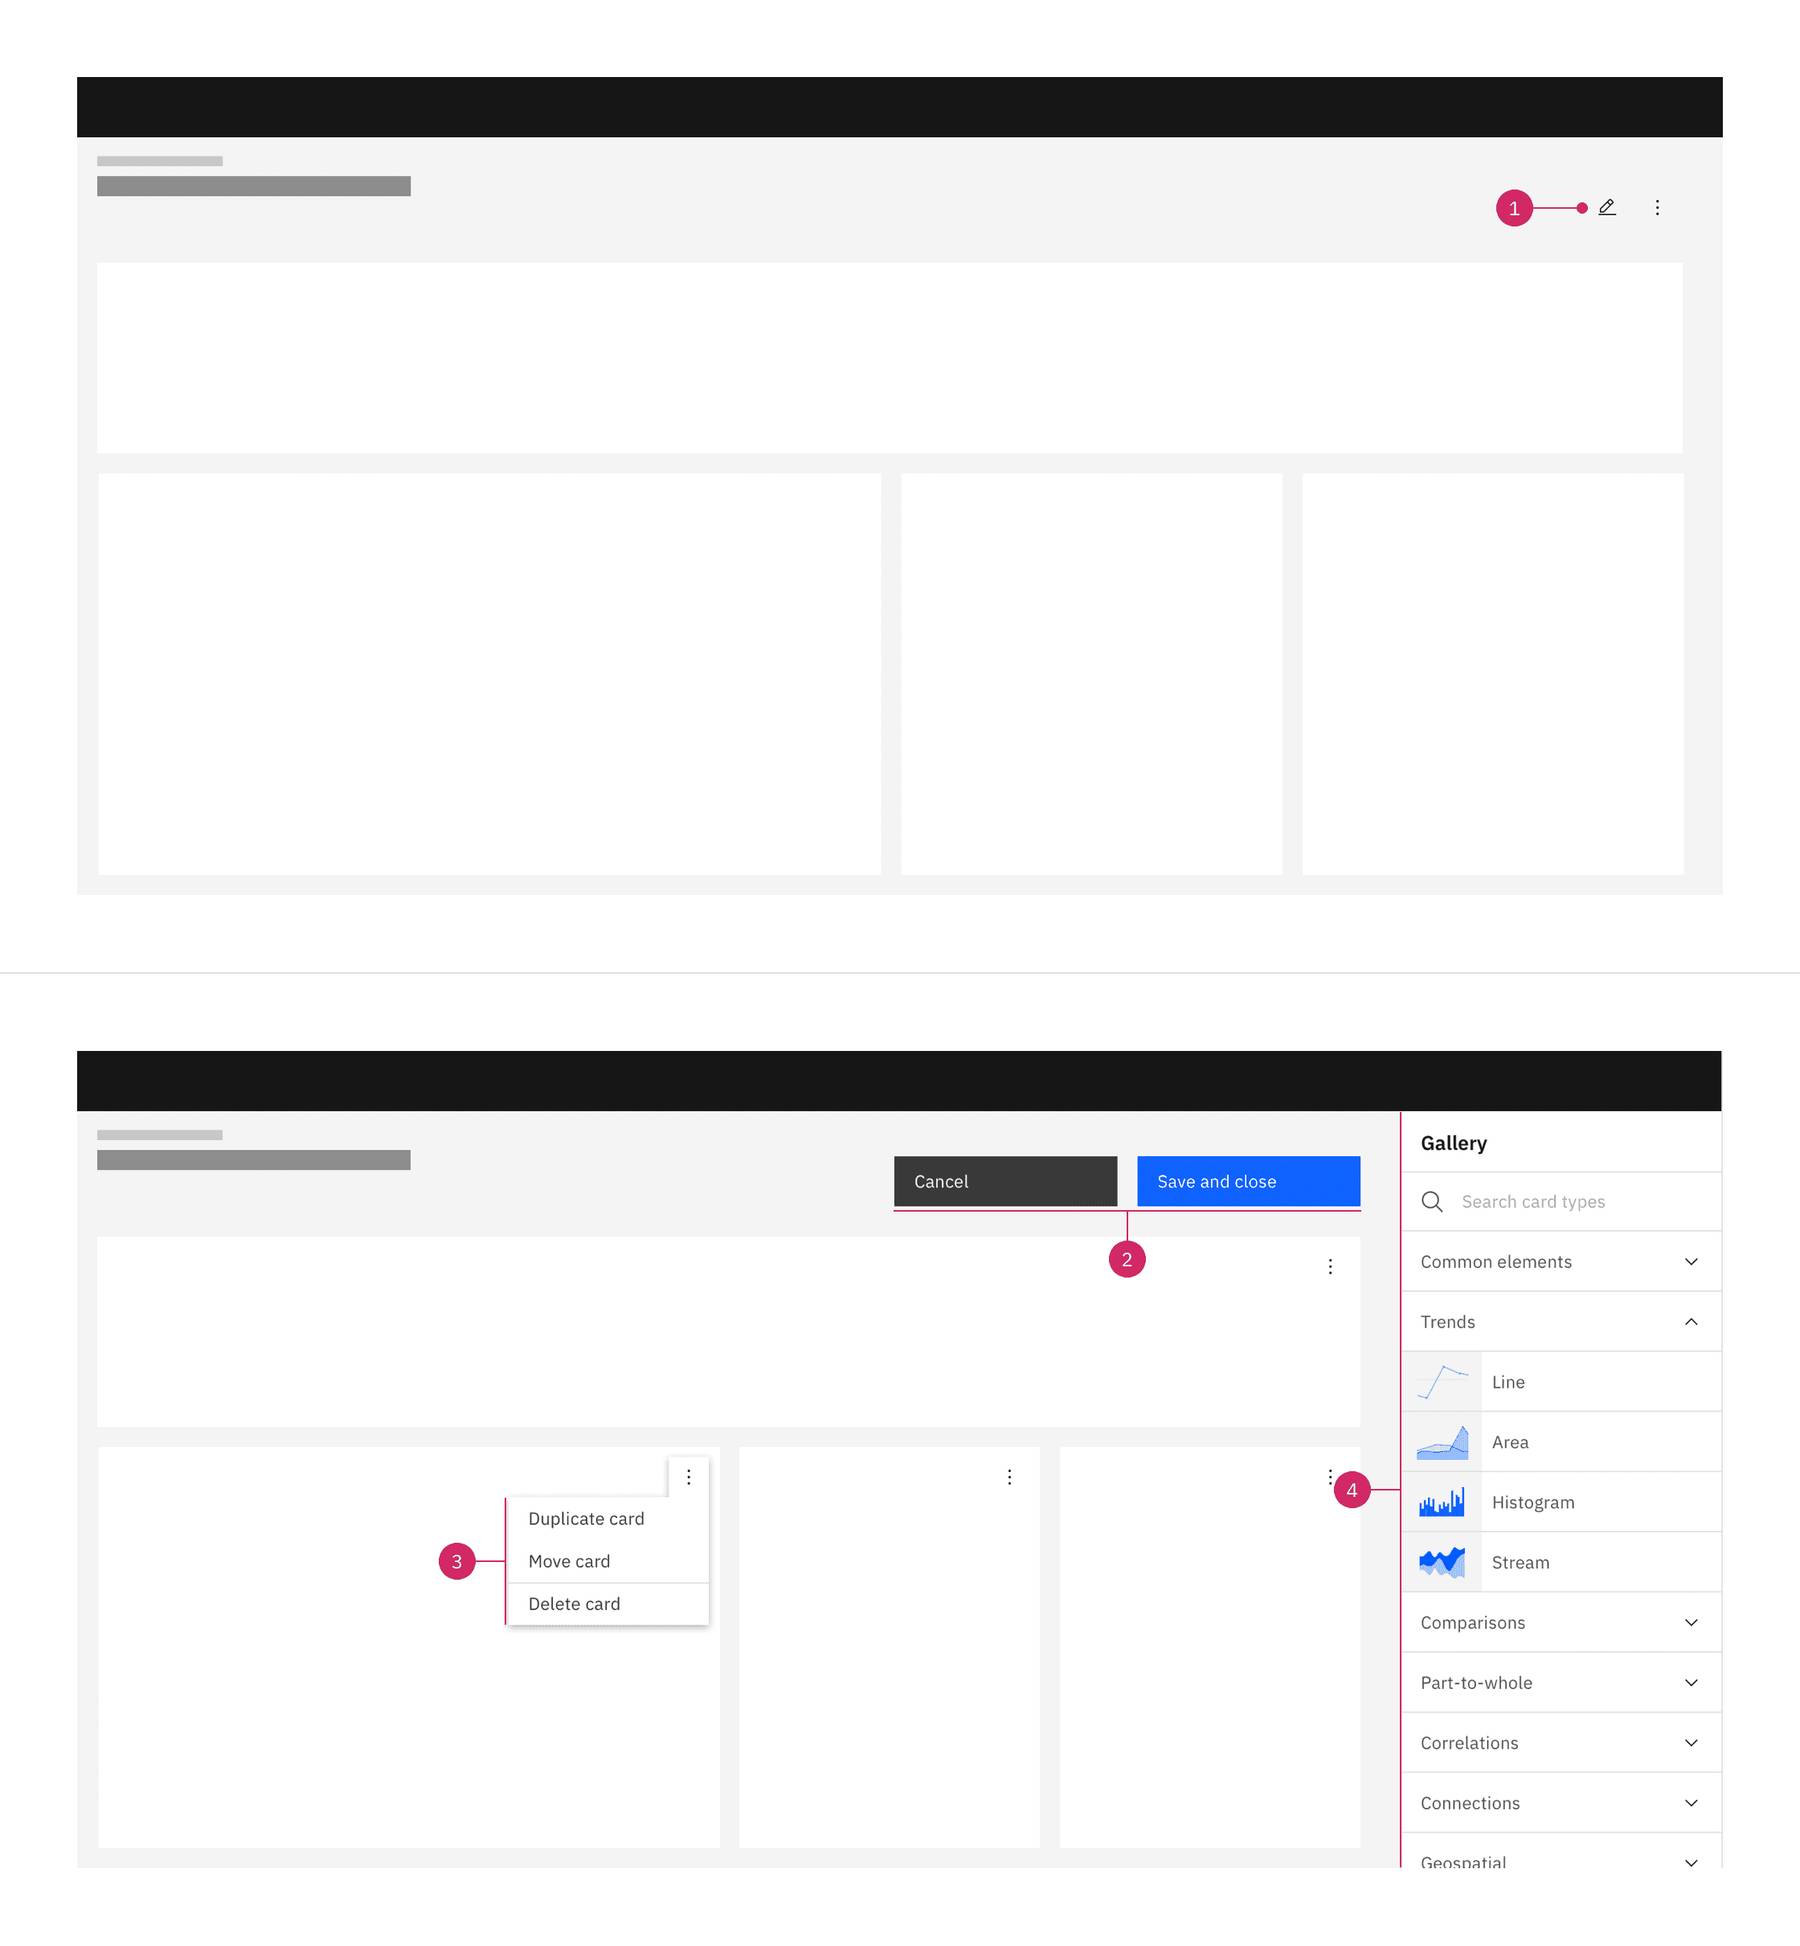 1
Cancel
Save and close
2
Gallery
Search card types
Common elements
Trends
Line
Area
Histogram
Stream
Comparisons
Part-to-whole
Correlations
Connections
Geospatial
4
3
Duplicate card
Move card
Delete card